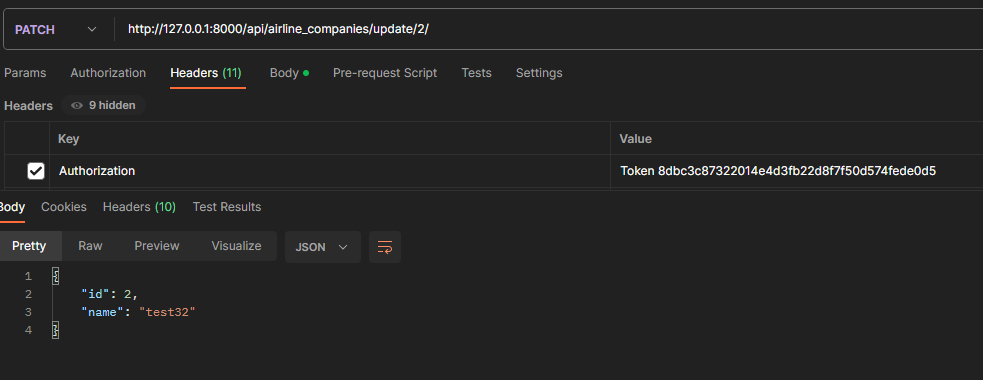 PATCH http://127.0.0.1:8000/api/airline_companies/update/2/
Params Authorization Headers (11) Body Pre-request Script Tests Settings
Headers 9 hidden
Key Value
Authorization Token 8dbc3c87322014e4d3fb22d8f7f50d574fede0d5
Body Cookies Headers (10) Test Results
Pretty Raw Preview Visualize JSON
1 {
2 "id": 2,
3 "name": "test32"
4 }